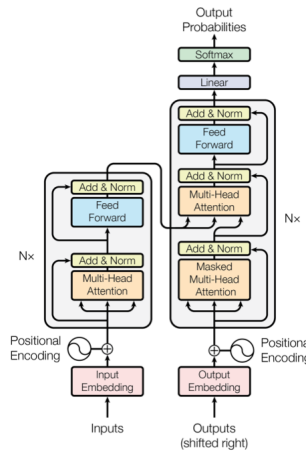 Output
Probabilities
Softmax
Linear
Add & Norm
Feed
Forward
Add & Norm
Multi-Head
Attention
Add & Norm
Masked
Multi-Head
Attention
N×
Positional
Encoding
Output
Embedding
Outputs
(shifted right)
Add & Norm
Feed
Forward
N×
Add & Norm
Multi-Head
Attention
Positional
Encoding
Input
Embedding
Inputs